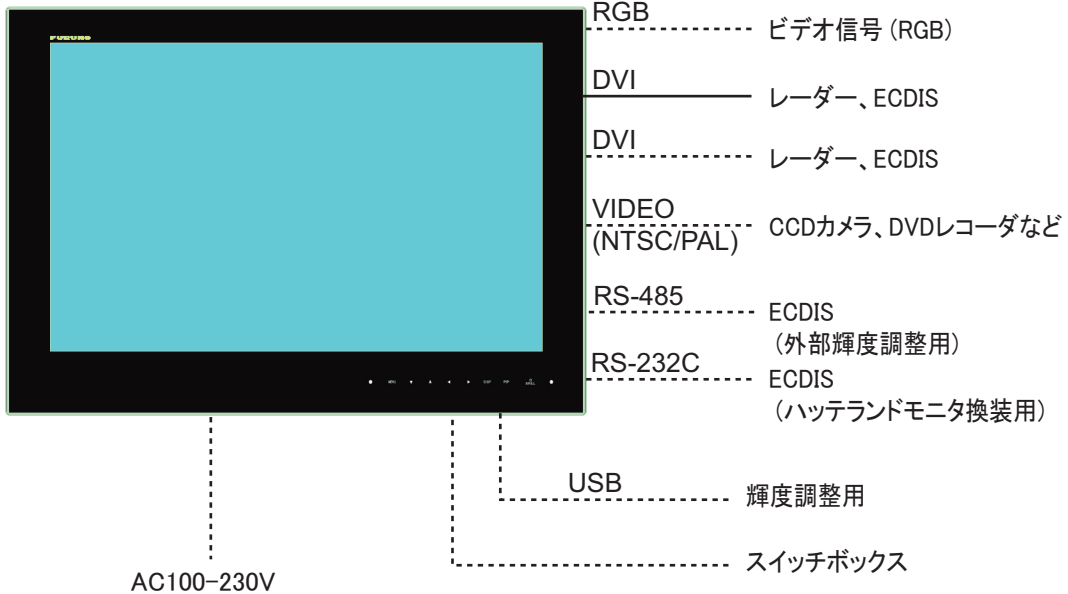 RGB
ビデオ信号 (RGB)
FURUNO
DVI
レーダー、ECDIS
DVI
レーダー、ECDIS
VIDEO
(NTSC/PAL)
CCDカメラ、DVDレコーダなど
RS-485
ECDIS
(外部輝度調整用)
RS-232C
ECDIS
(ハッテランドモニタ換装用)
MENU
DISP
PIP
USB
輝度調整用
スイッチボックス
AC100-230V